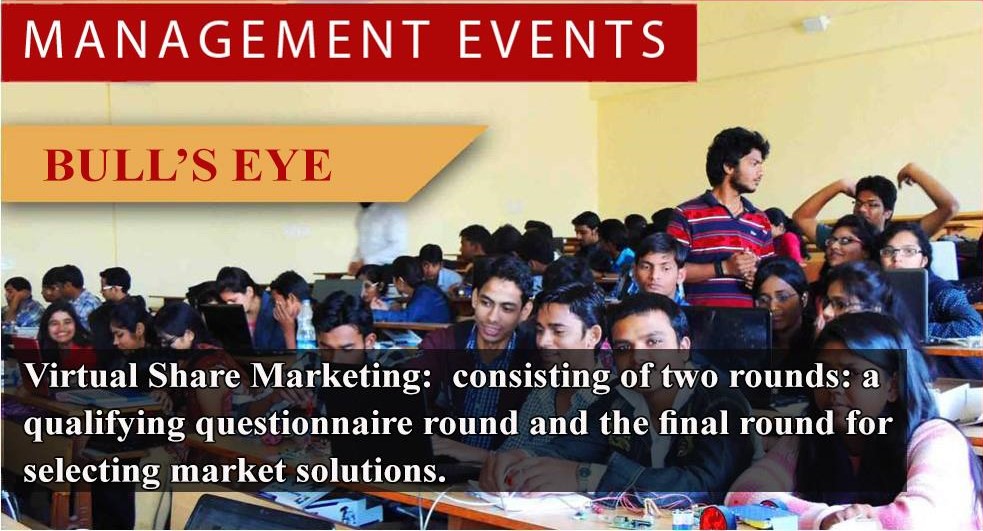 MANAGEMENT EVENTS
BULL'S EYE
Virtual Share Marketing:  consisting of two rounds: a
qualifying questionnaire round and the final round for
selecting market solutions.